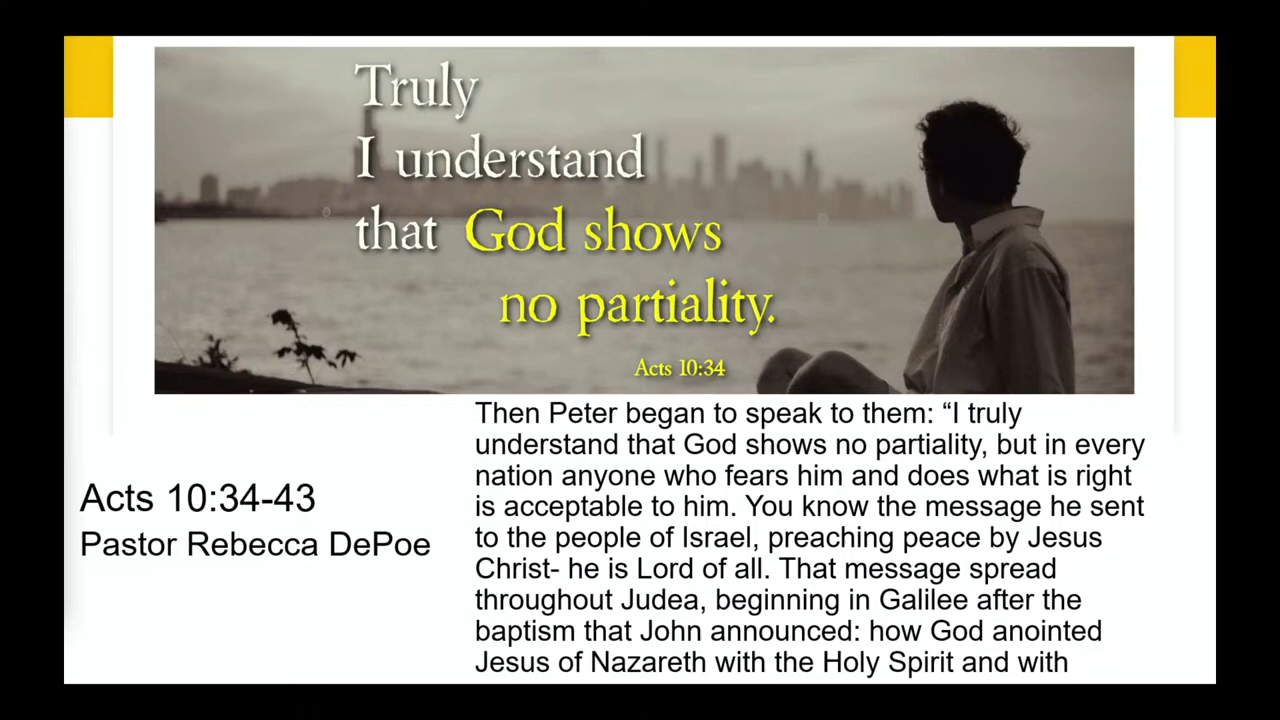 Truly
I understand
that God shows
no partiality.
Acts 10:34
Acts 10:34-43
Pastor Rebecca DePoe
Then Peter began to speak to them: “I truly
understand that God shows no partiality, but in every
nation anyone who fears him and does what is right
is acceptable to him. You know the message he sent
to the people of Israel, preaching peace by Jesus
Christ- he is Lord of all. That message spread
throughout Judea, beginning in Galilee after the
baptism that John announced: how God anointed
Jesus of Nazareth with the Holy Spirit and with